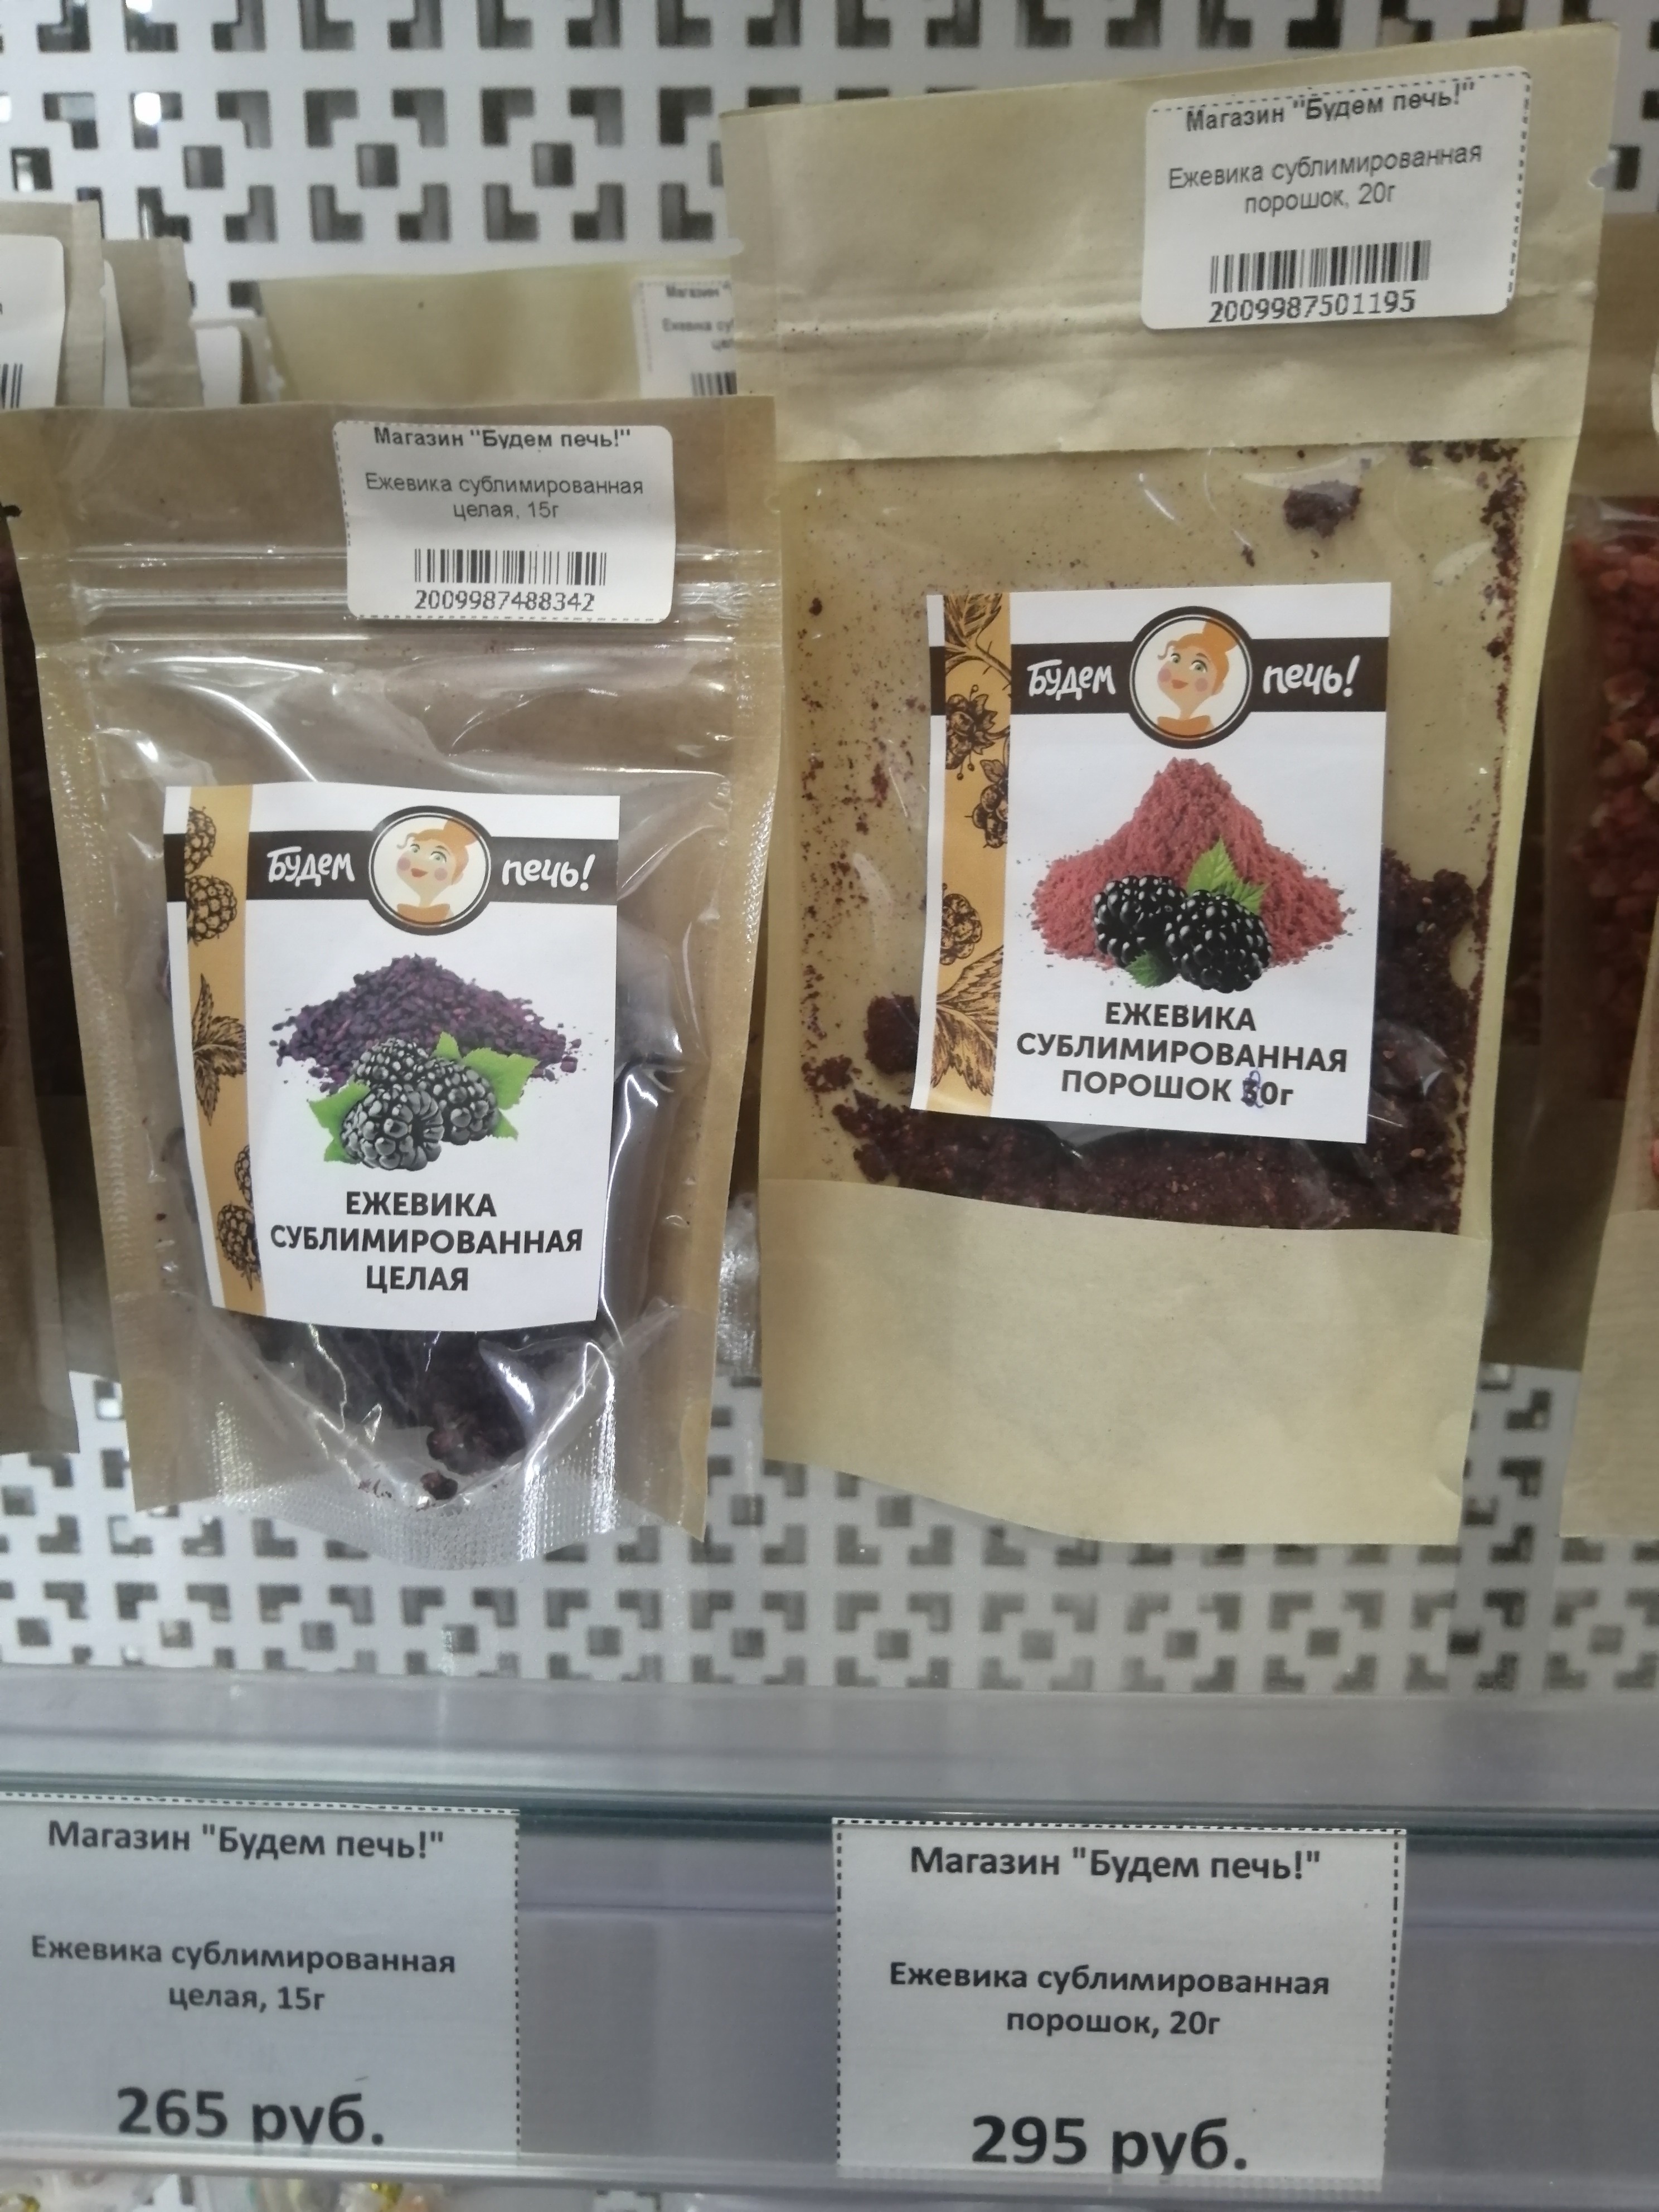 Магазин "Будем печь!"
Ежевика сублимированная
порошок, 20г
2009987501195
Магазин "
Магазин "Будем печь!"
Ежевика сублимированная
целая, 15г
2009987488342
Будем печь!
ЕЖЕВИКА
СУБЛИМИРОВАННАЯ
ПОРОШОК 0г
Будем печь!
ЕЖЕВИКА
СУБЛИМИРОВАННАЯ
ЦЕЛАЯ
Магазин "Будем печь!"
Ежевика сублимированная
целая, 15г
265 руб.
Магазин "Будем печь!"
Ежевика сублимированная
порошок, 20г
295 руб.